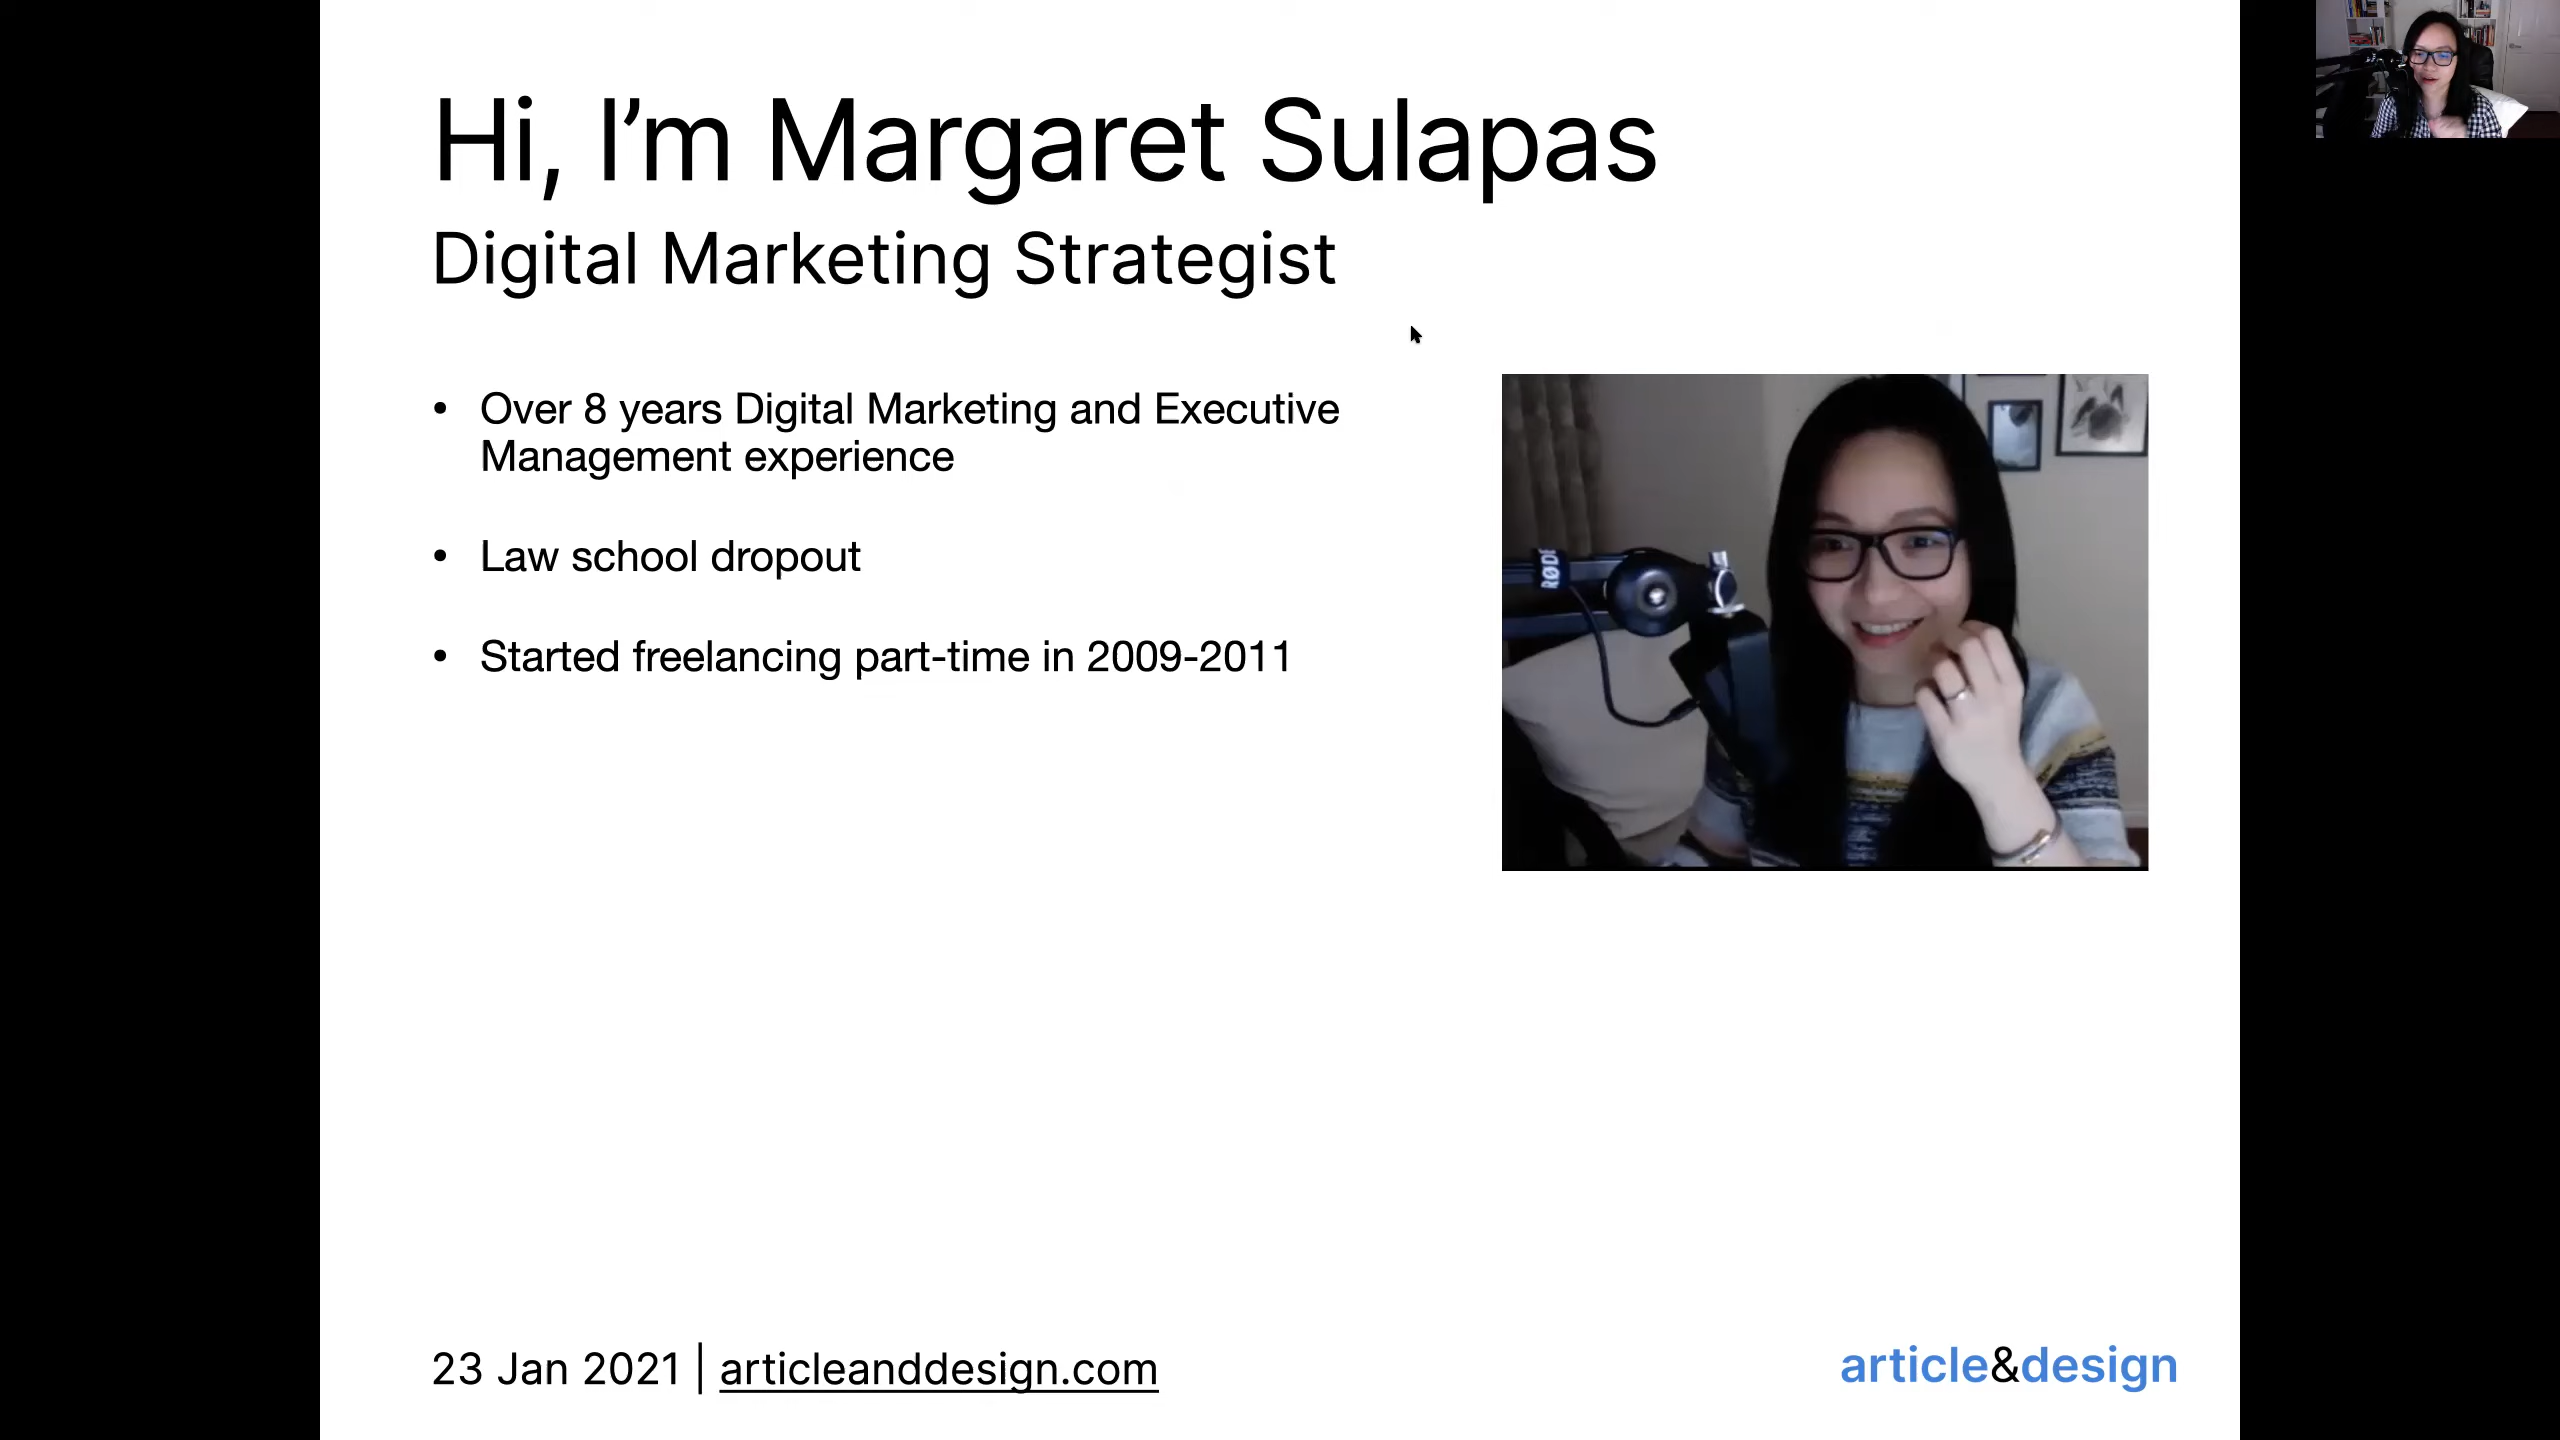 Hi, I’m Margaret Sulapas
Digital Marketing Strategist
• Over 8 years Digital Marketing and Executive
Management experience
• Law school dropout
• Started freelancing part-time in 2009-2011
RØDE
23 Jan 2021 | articleanddesign.com
article&design